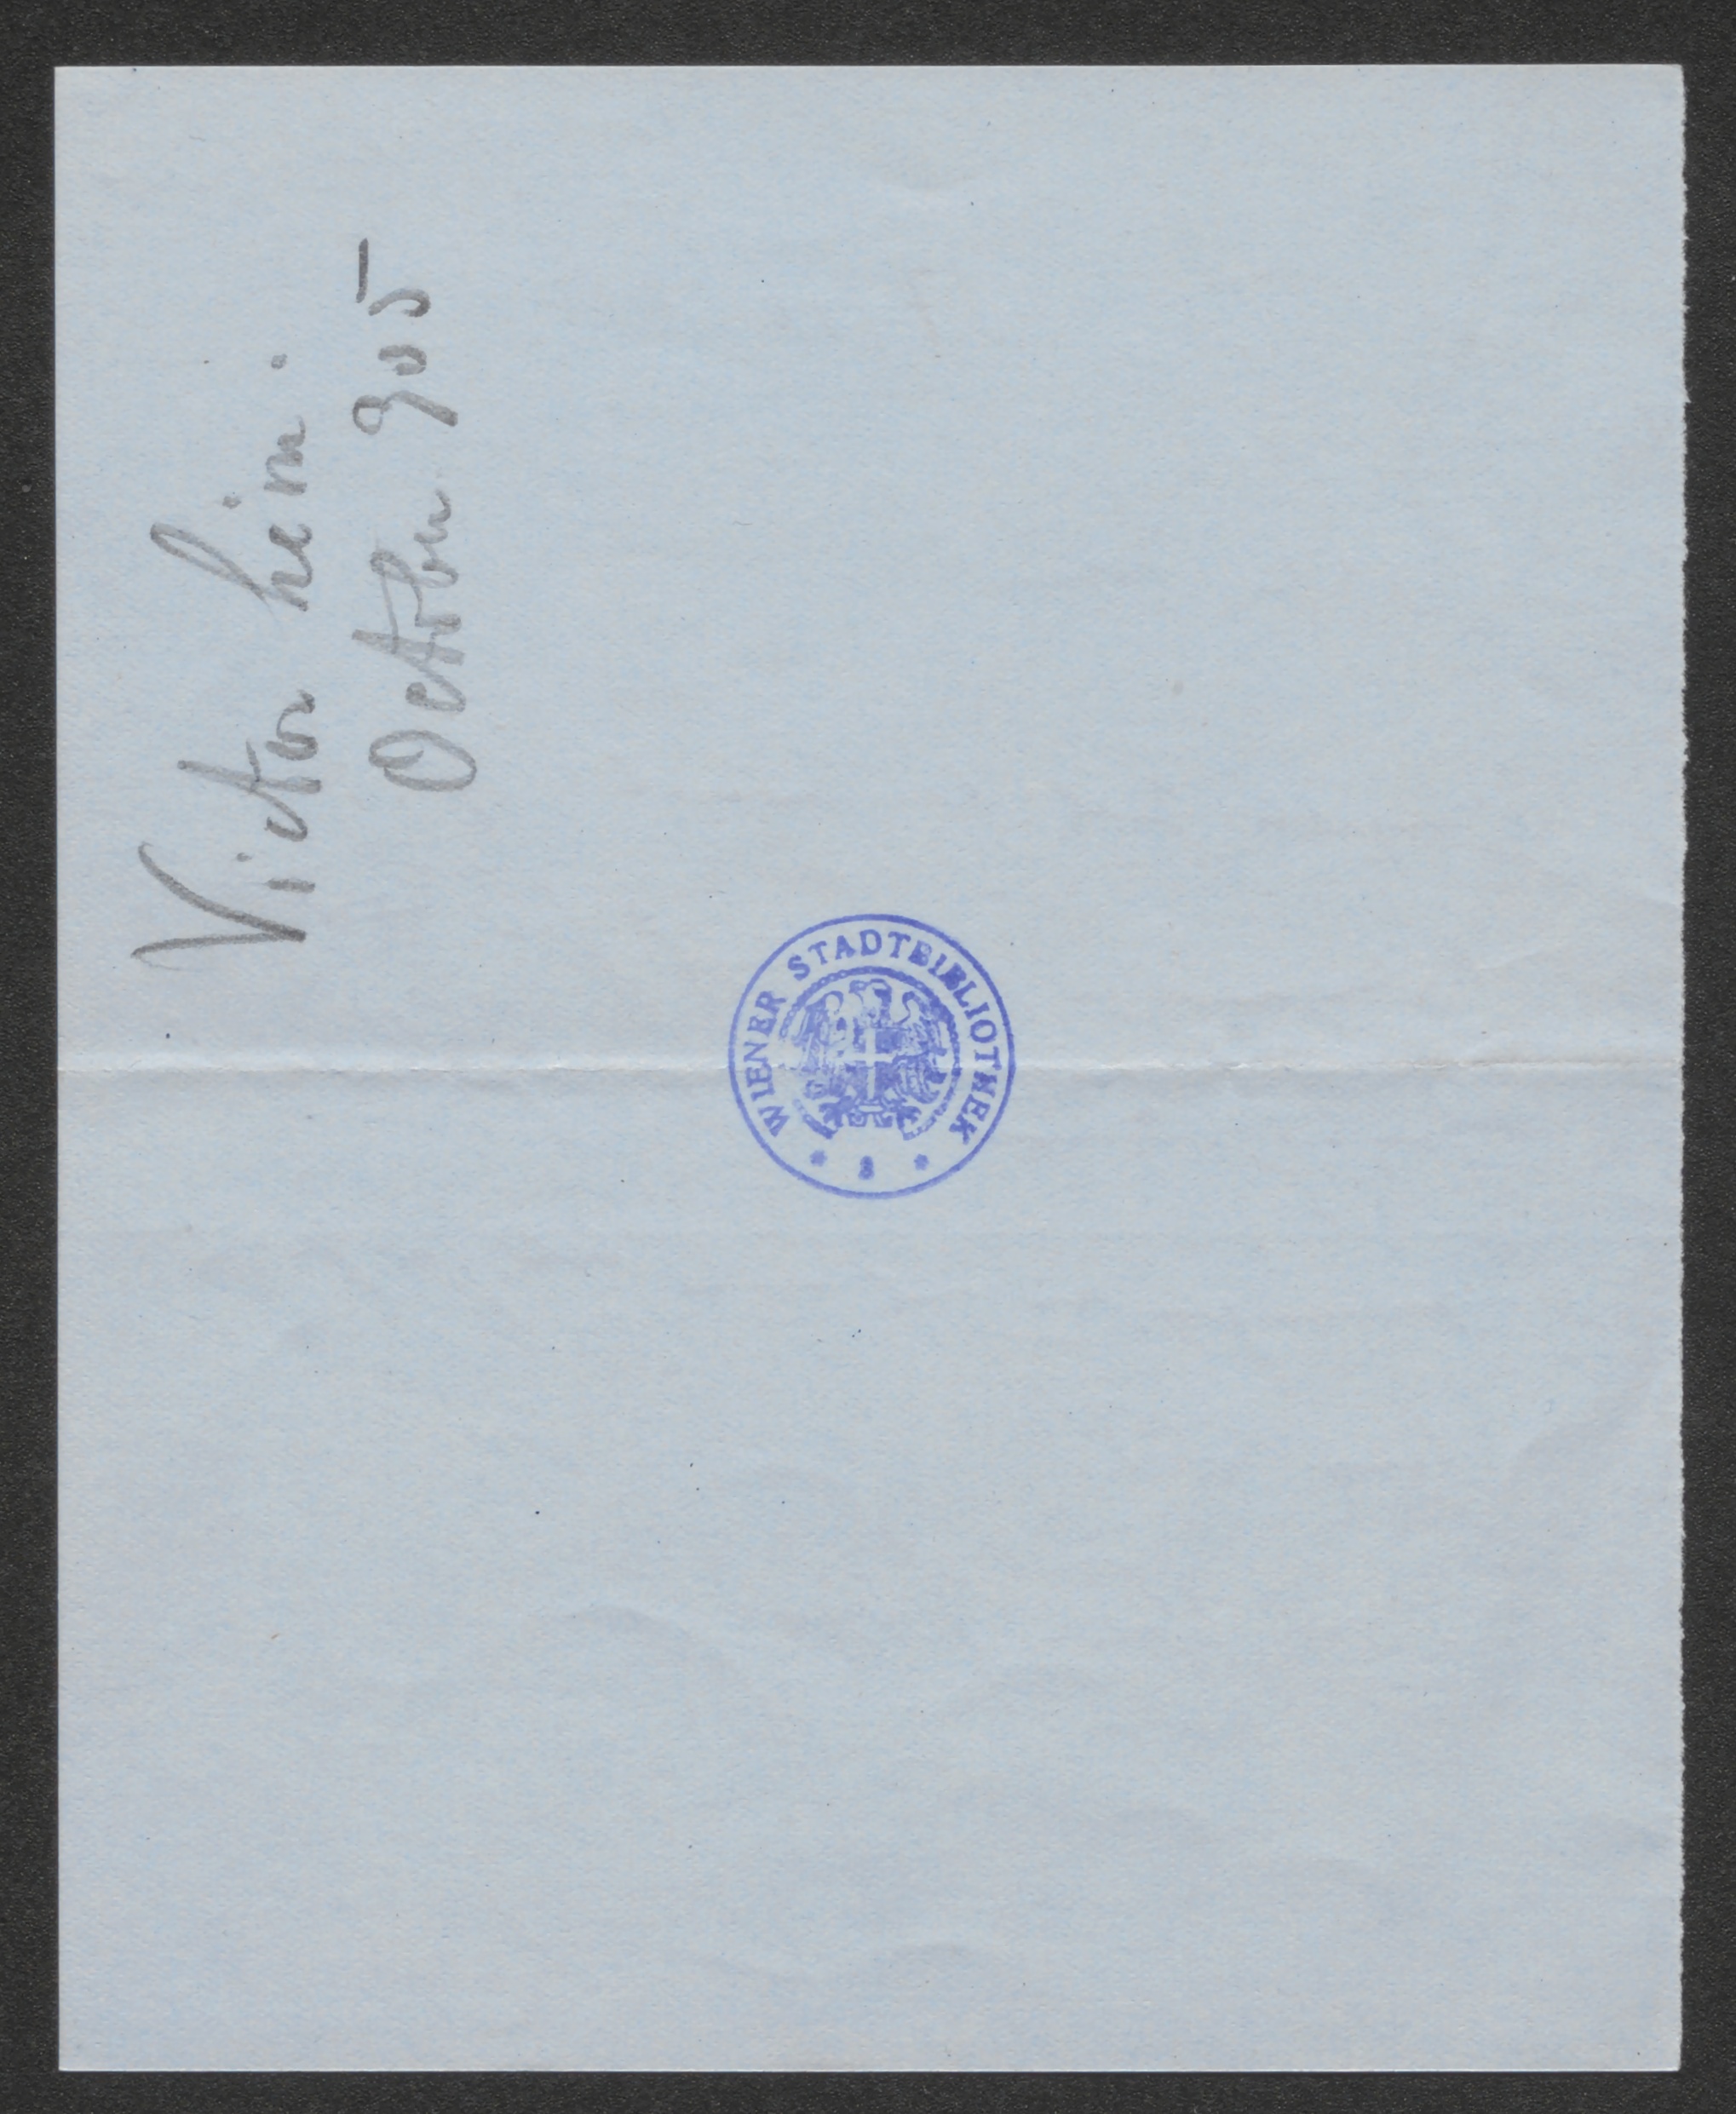 Victor Léon.
October 905
WIENER STADTBIBLIOTHEK